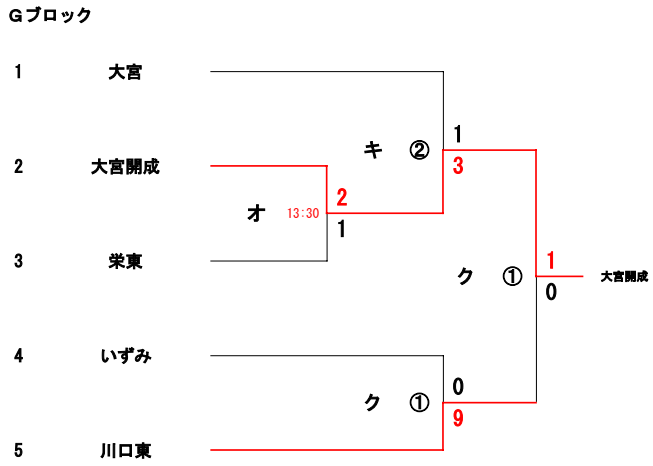 Gブロック
1 大宮
1
キ ②
3
2 大宮開成
2
オ 13:30
1
3 栄東
1
ク ① 大宮開成
0
4 いずみ
0
ク ①
9
5 川口東